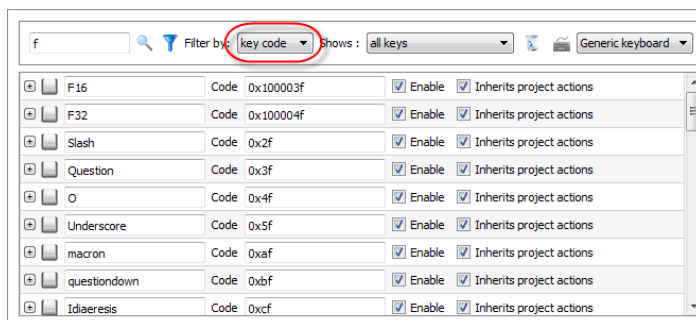 f Filter by: key code Shows : all keys Generic keyboard
F16 Code 0x100003f Enable Inherits project actions
F32 Code 0x100004f Enable Inherits project actions
Slash Code 0x2f Enable Inherits project actions
Question Code 0x3f Enable Inherits project actions
O Code 0x4f Enable Inherits project actions
Underscore Code 0x5f Enable Inherits project actions
macron Code 0xaf Enable Inherits project actions
questiondown Code 0xbf Enable Inherits project actions
Idiaeresis Code 0xcf Enable Inherits project actions